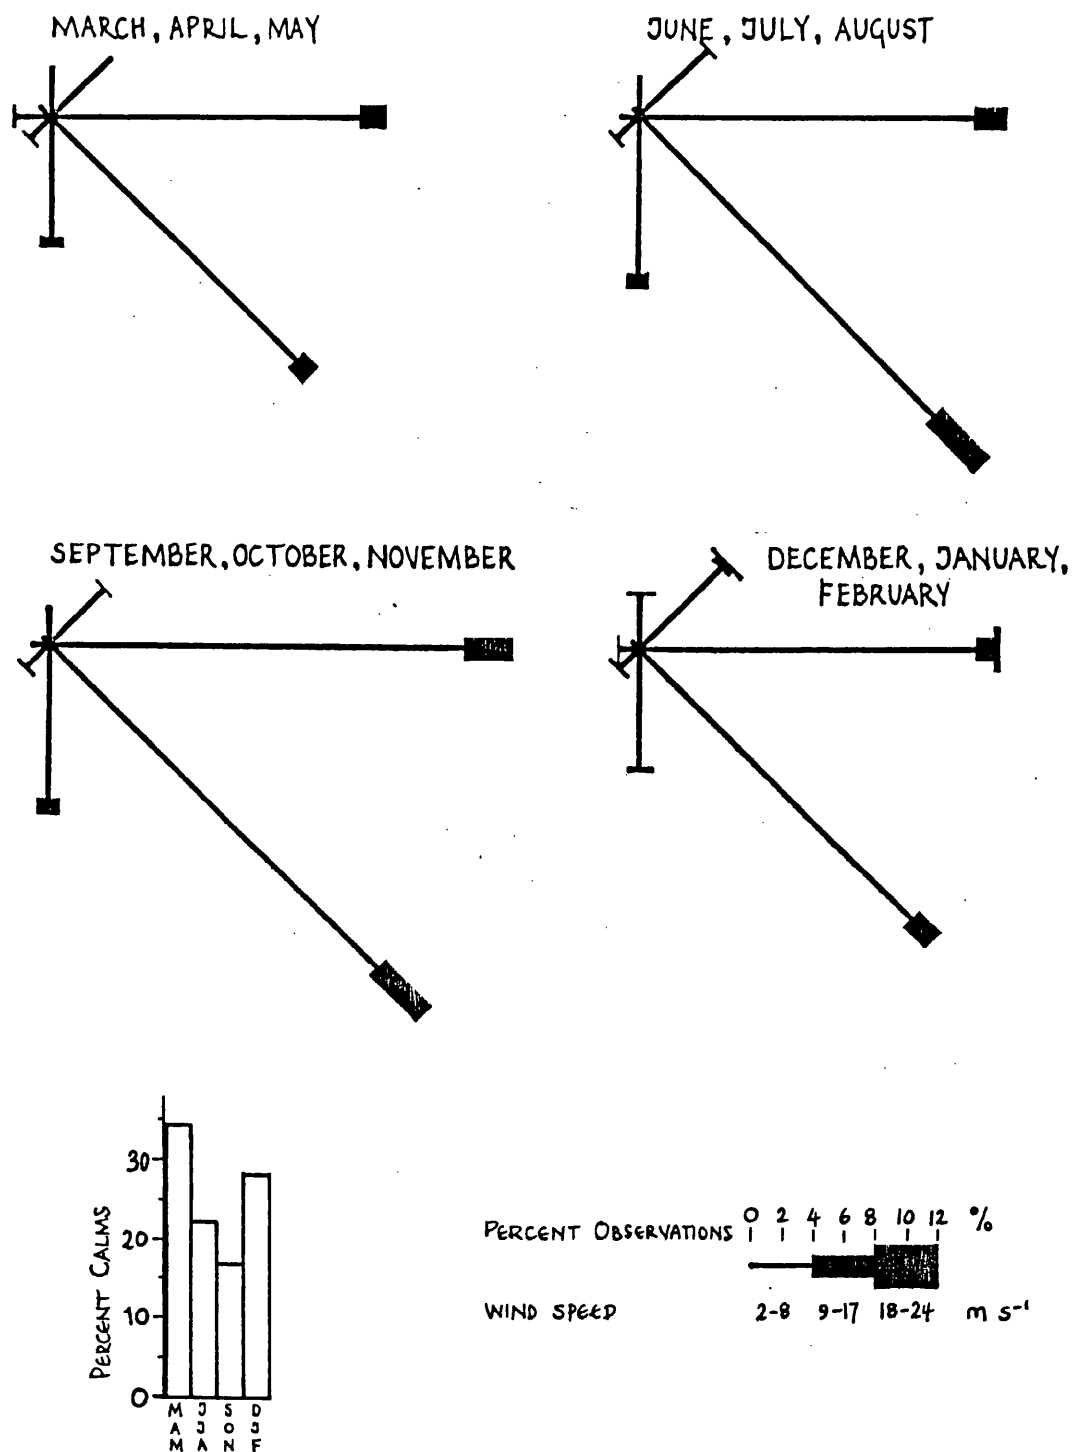 MARCH, APRIL, MAY
JUNE, JULY, AUGUST
SEPTEMBER, OCTOBER, NOVEMBER
DECEMBER, JANUARY,
FEBRUARY
PERCENT CALMS
30
20
10
0
M A M
J J A
S O N
D J F
PERCENT OBSERVATIONS 0 2 4 6 8 10 12 %
WIND SPEED 2-8 9-17 18-24 m s⁻¹